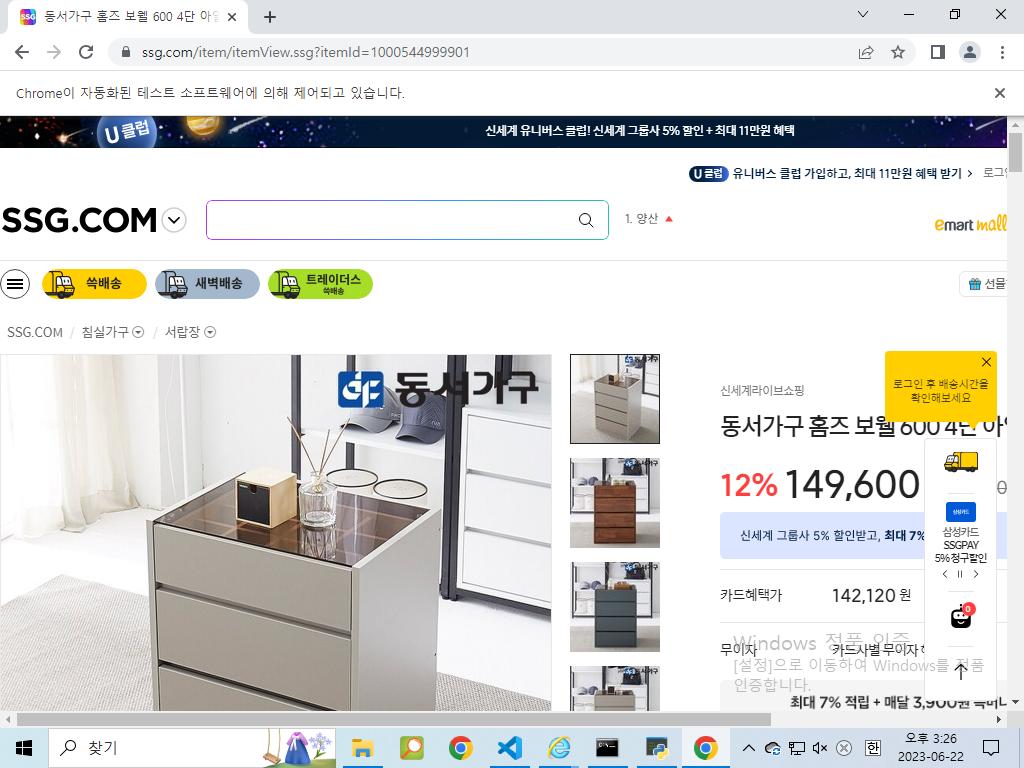 동서가구 홈즈 보웰 600 4단 아일
ssg.com/item/itemView.ssg?itemId=1000544999901
Chrome이 자동화된 테스트 소프트웨어에 의해 제어되고 있습니다.
U 클럽
신세계 유니버스 클럽! 신세계 그룹사 5% 할인 + 최대 11만원 혜택
U 클럽 유니버스 클럽 가입하고, 최대 11만원 혜택 받기 >
SSG.COM
1. 양산
emart mall
쓱배송
새벽배송
트레이더스
쓱배송
선물
SSG.COM / 침실가구 / 서랍장
동서가구
로그인 후 배송시간을
확인해보세요
신세계라이브쇼핑
동서가구 홈즈 보웰 600 4단
12% 149,600
신세계 그룹사 5% 할인받고, 최대 7%
삼성카드
삼성카드
SSGPAY
5% 청구할인
카드혜택가 142,120 원
0
무이자 카드사별 무이자
Windows 정품 인증
[설정]으로 이동하여 Windows를 정품
인증합니다.
최대 7% 적립 + 매달 3,900원
찾기
한
오후 3:26
2023-06-22